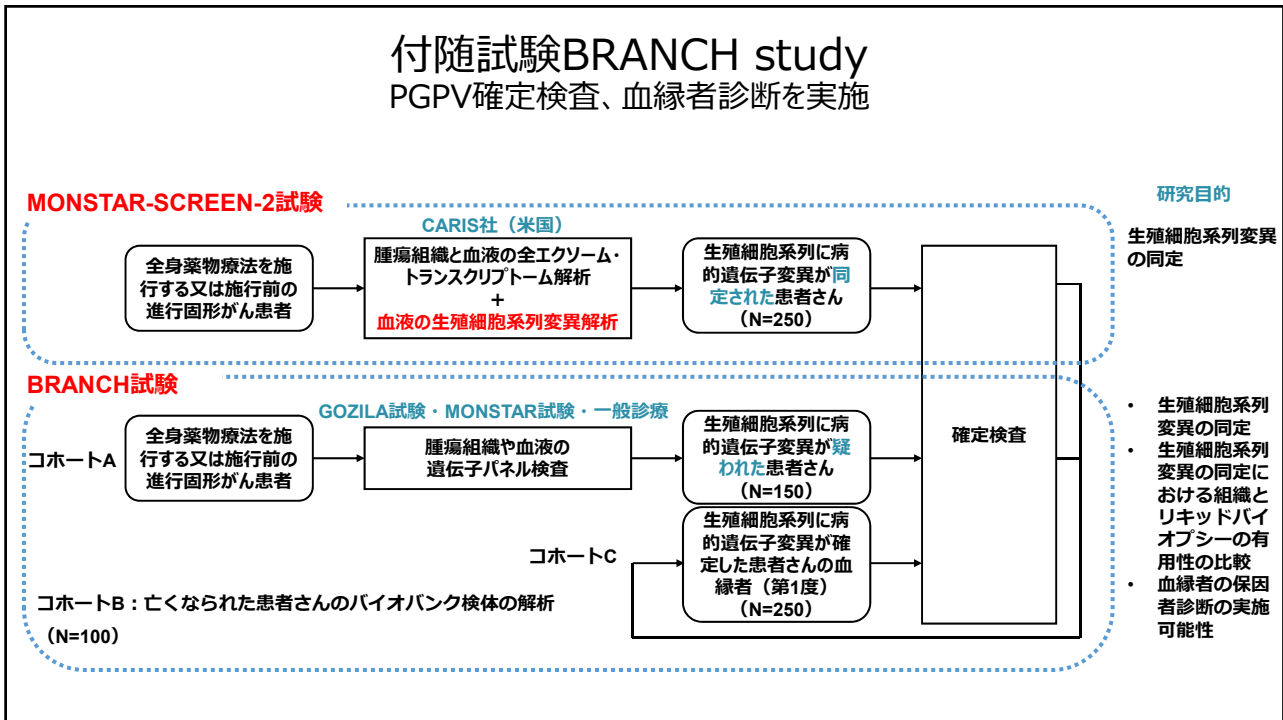 付随試験BRANCH study
PGPV確定検査、血縁者診断を実施
MONSTAR-SCREEN-2試験
研究目的
CARIS社（米国）
全身薬物療法を施
行する又は施行前の
進行固形がん患者
腫瘍組織と血液の全エクソーム・
トランスクリプトーム解析
+
血液の生殖細胞系列変異解析
生殖細胞系列に病
的遺伝子変異が同
定された患者さん
（N=250）
生殖細胞系列変異
の同定
BRANCH試験
GOZILA試験・MONSTAR試験・一般診療
コホートA
全身薬物療法を施
行する又は施行前の
進行固形がん患者
腫瘍組織や血液の
遺伝子パネル検査
生殖細胞系列に病
的遺伝子変異が疑
われた患者さん
（N=150）
確定検査
コホートC
生殖細胞系列に病
的遺伝子変異が確
定した患者さんの血
縁者（第1度）
（N=250）
コホートB：亡くなられた患者さんのバイオバンク検体の解析
（N=100）
• 生殖細胞系列
変異の同定
• 生殖細胞系列
変異の同定に
おける組織と
リキッドバイ
オプシーの有
用性の比較
• 血縁者の保因
者診断の実施
可能性